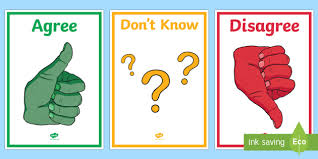 Agree
Don't Know
Disagree
?
?
?
ink saving
Eco